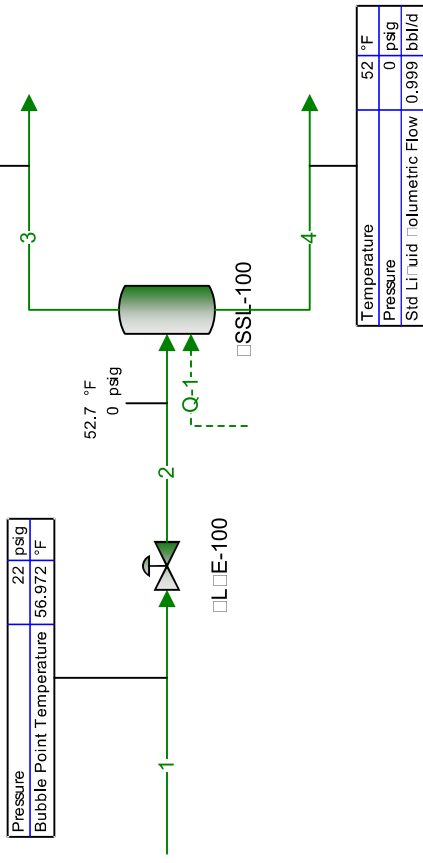 Pressure 22 psig
Bubble Point Temperature 56.972 °F
1
□L□E-100
2
52.7 °F
0 psig
Q-1
□SSL-100
3
4
Temperature 52 °F
Pressure 0 psig
Std Li□uid □olumetric Flow 0.999 bbl/d